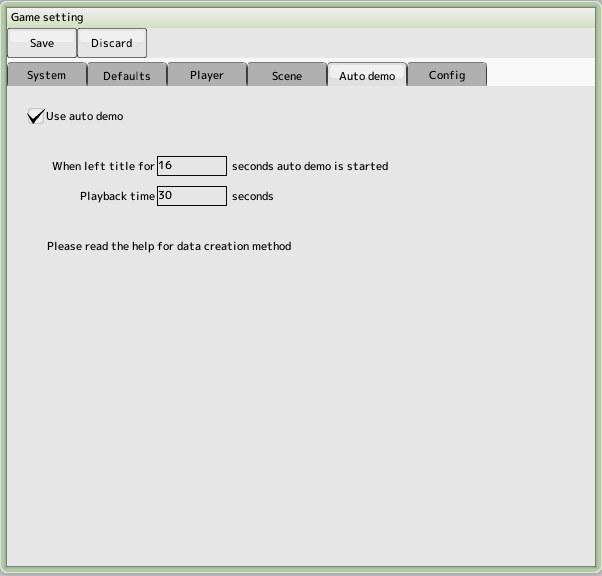 Game setting
Save Discard
System Defaults Player Scene Auto demo Config
Use auto demo
When left title for 16 seconds auto demo is started
Playback time 30 seconds
Please read the help for data creation method